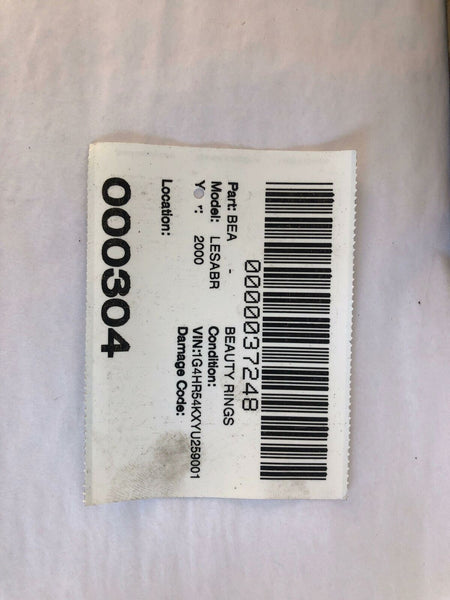 0000037248
Part: BEA - BEAUTY RINGS
Model: LESABR Condition:
Y r: 2000 VIN:1G4HR54KXYU259001
Damage Code:
Location:
000304